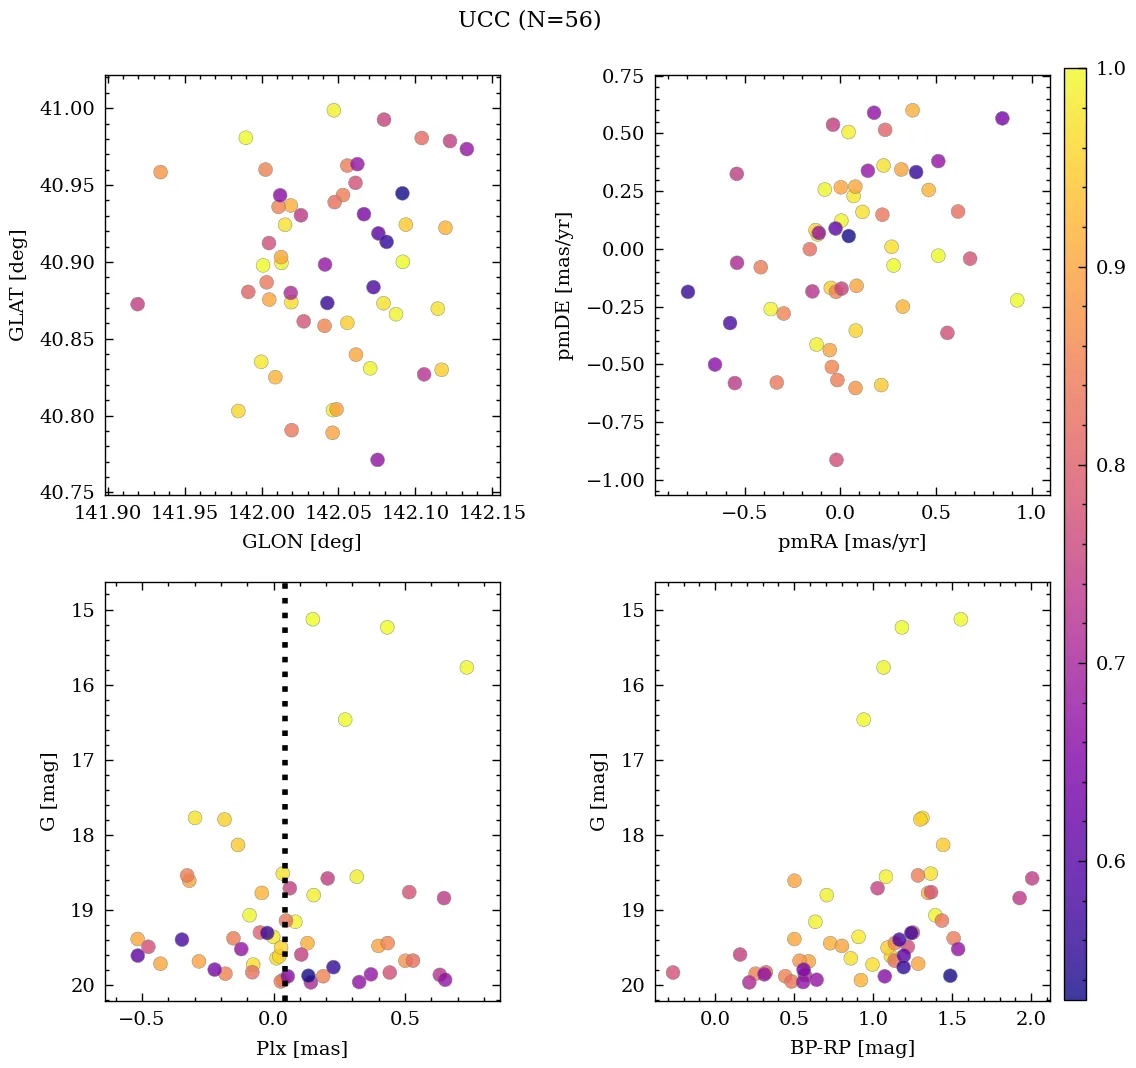 UCC (N=56)
41.00
40.95
40.90
40.85
40.80
40.75
GLAT [deg]
141.90 141.95 142.00 142.05 142.10 142.15
GLON [deg]
0.75
0.50
0.25
0.00
−0.25
−0.50
−0.75
−1.00
pmDE [mas/yr]
−0.5 0.0 0.5 1.0
pmRA [mas/yr]
1.0
0.9
0.8
0.7
0.6
15
16
17
18
19
20
G [mag]
−0.5 0.0 0.5
Plx [mas]
15
16
17
18
19
20
G [mag]
0.0 0.5 1.0 1.5 2.0
BP-RP [mag]